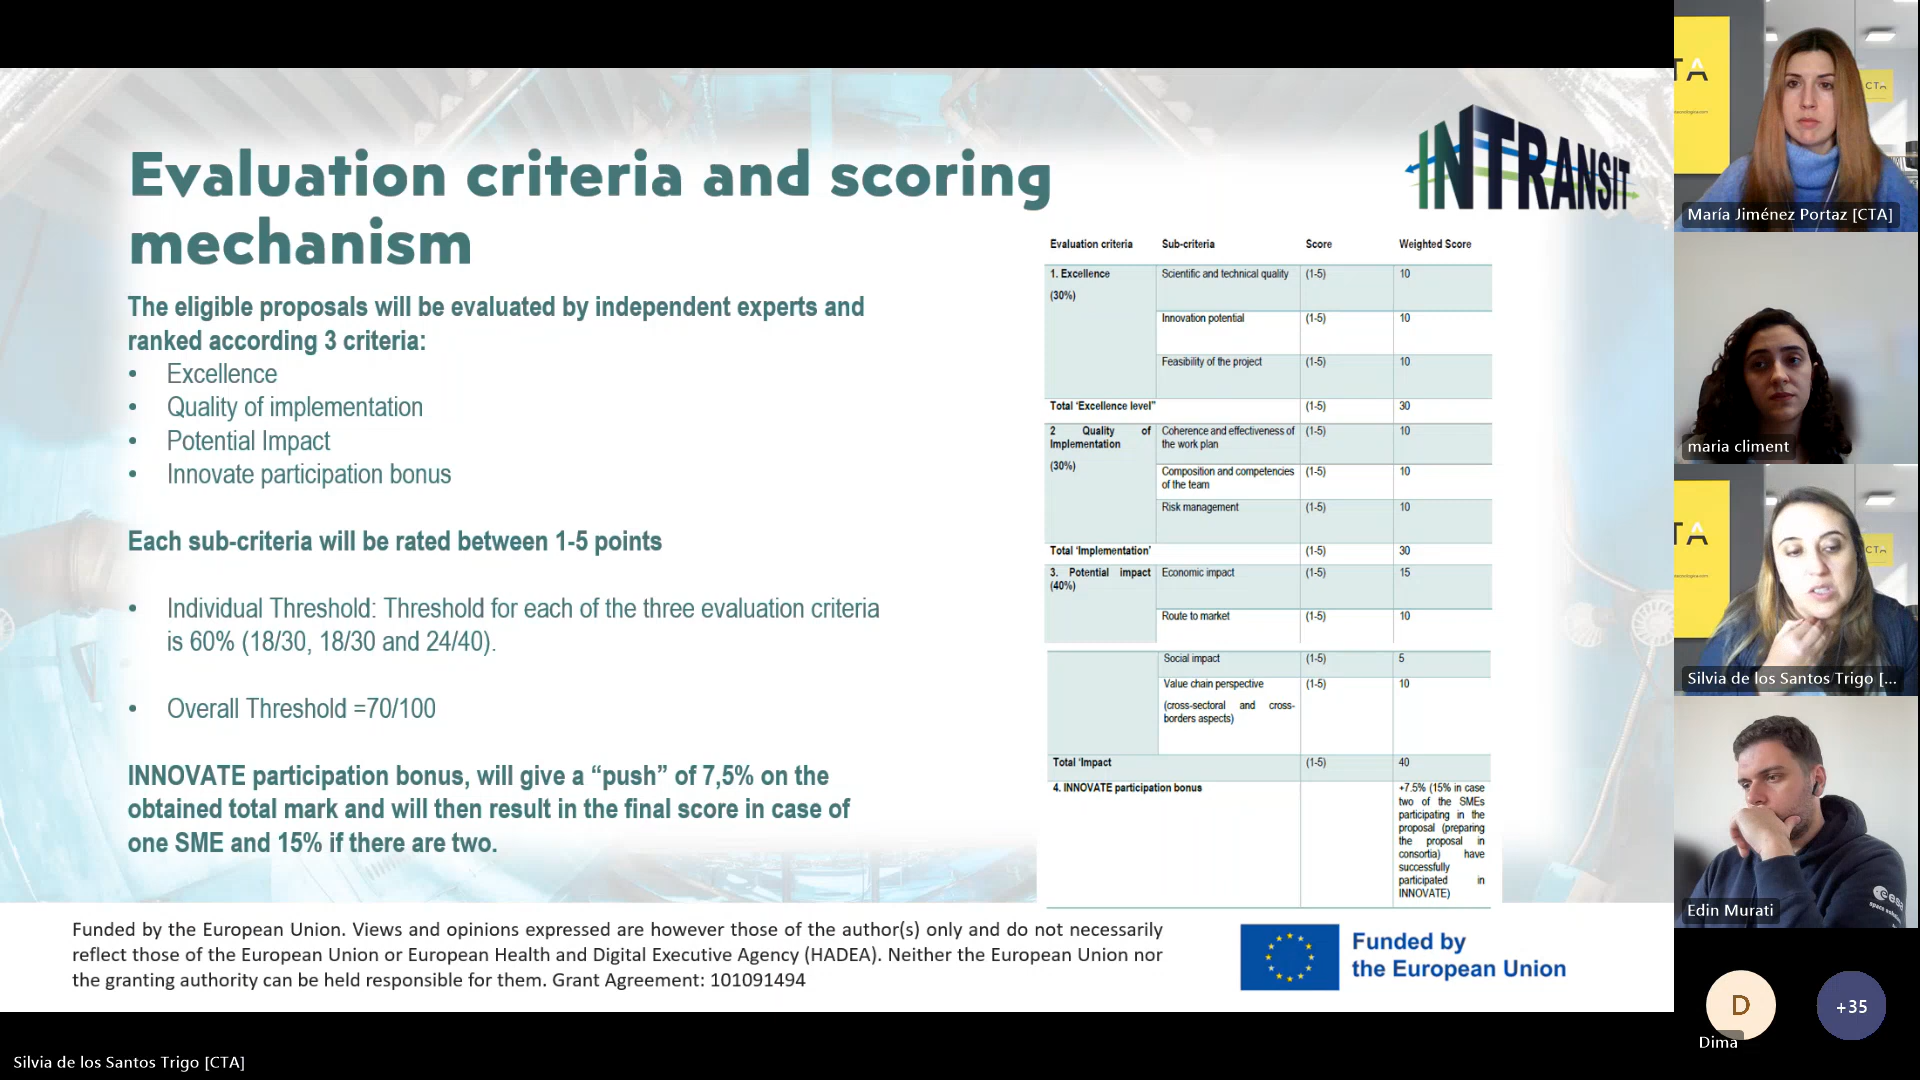 Evaluation criteria and scoring
mechanism
INTRANSIT
The eligible proposals will be evaluated by independent experts and
ranked according 3 criteria:
• Excellence
• Quality of implementation
• Potential Impact
• Innovate participation bonus
Each sub-criteria will be rated between 1-5 points
• Individual Threshold: Threshold for each of the three evaluation criteria
is 60% (18/30, 18/30 and 24/40).
• Overall Threshold =70/100
INNOVATE participation bonus, will give a “push” of 7,5% on the
obtained total mark and will then result in the final score in case of
one SME and 15% if there are two.
Evaluation criteria Sub-criteria Score Weighted Score
1. Excellence Scientific and technical quality (1-5) 10
(30%)
Innovation potential (1-5) 10
Feasibility of the project (1-5) 10
Total ‘Excellence level” (1-5) 30
2 Quality of Coherence and effectiveness of (1-5) 10
Implementation the work plan
(30%)
Composition and competencies (1-5) 10
of the team
Risk management (1-5) 10
Total ‘Implementation’ (1-5) 30
3. Potential impact Economic impact (1-5) 15
(40%)
Route to market (1-5) 10
Social impact (1-5) 5
Value chain perspective (1-5) 10
(cross-sectoral and cross-
borders aspects)
Total ‘Impact (1-5) 40
4. INNOVATE participation bonus +7.5% (15% in case
two of the SMEs
participating in the
proposal (preparing
the proposal in
consortia) have
successfully
participated in
INNOVATE)
Funded by the European Union. Views and opinions expressed are however those of the author(s) only and do not necessarily
reflect those of the European Union or European Health and Digital Executive Agency (HADEA). Neither the European Union nor
the granting authority can be held responsible for them. Grant Agreement: 101091494
Funded by
the European Union
Silvia de los Santos Trigo [CTA]
TA
CTA
María Jiménez Portaz [CTA]
maria climent
TA
CTA
Silvia de los Santos Trigo [...
esa
Edin Murati
D
Dima
+35